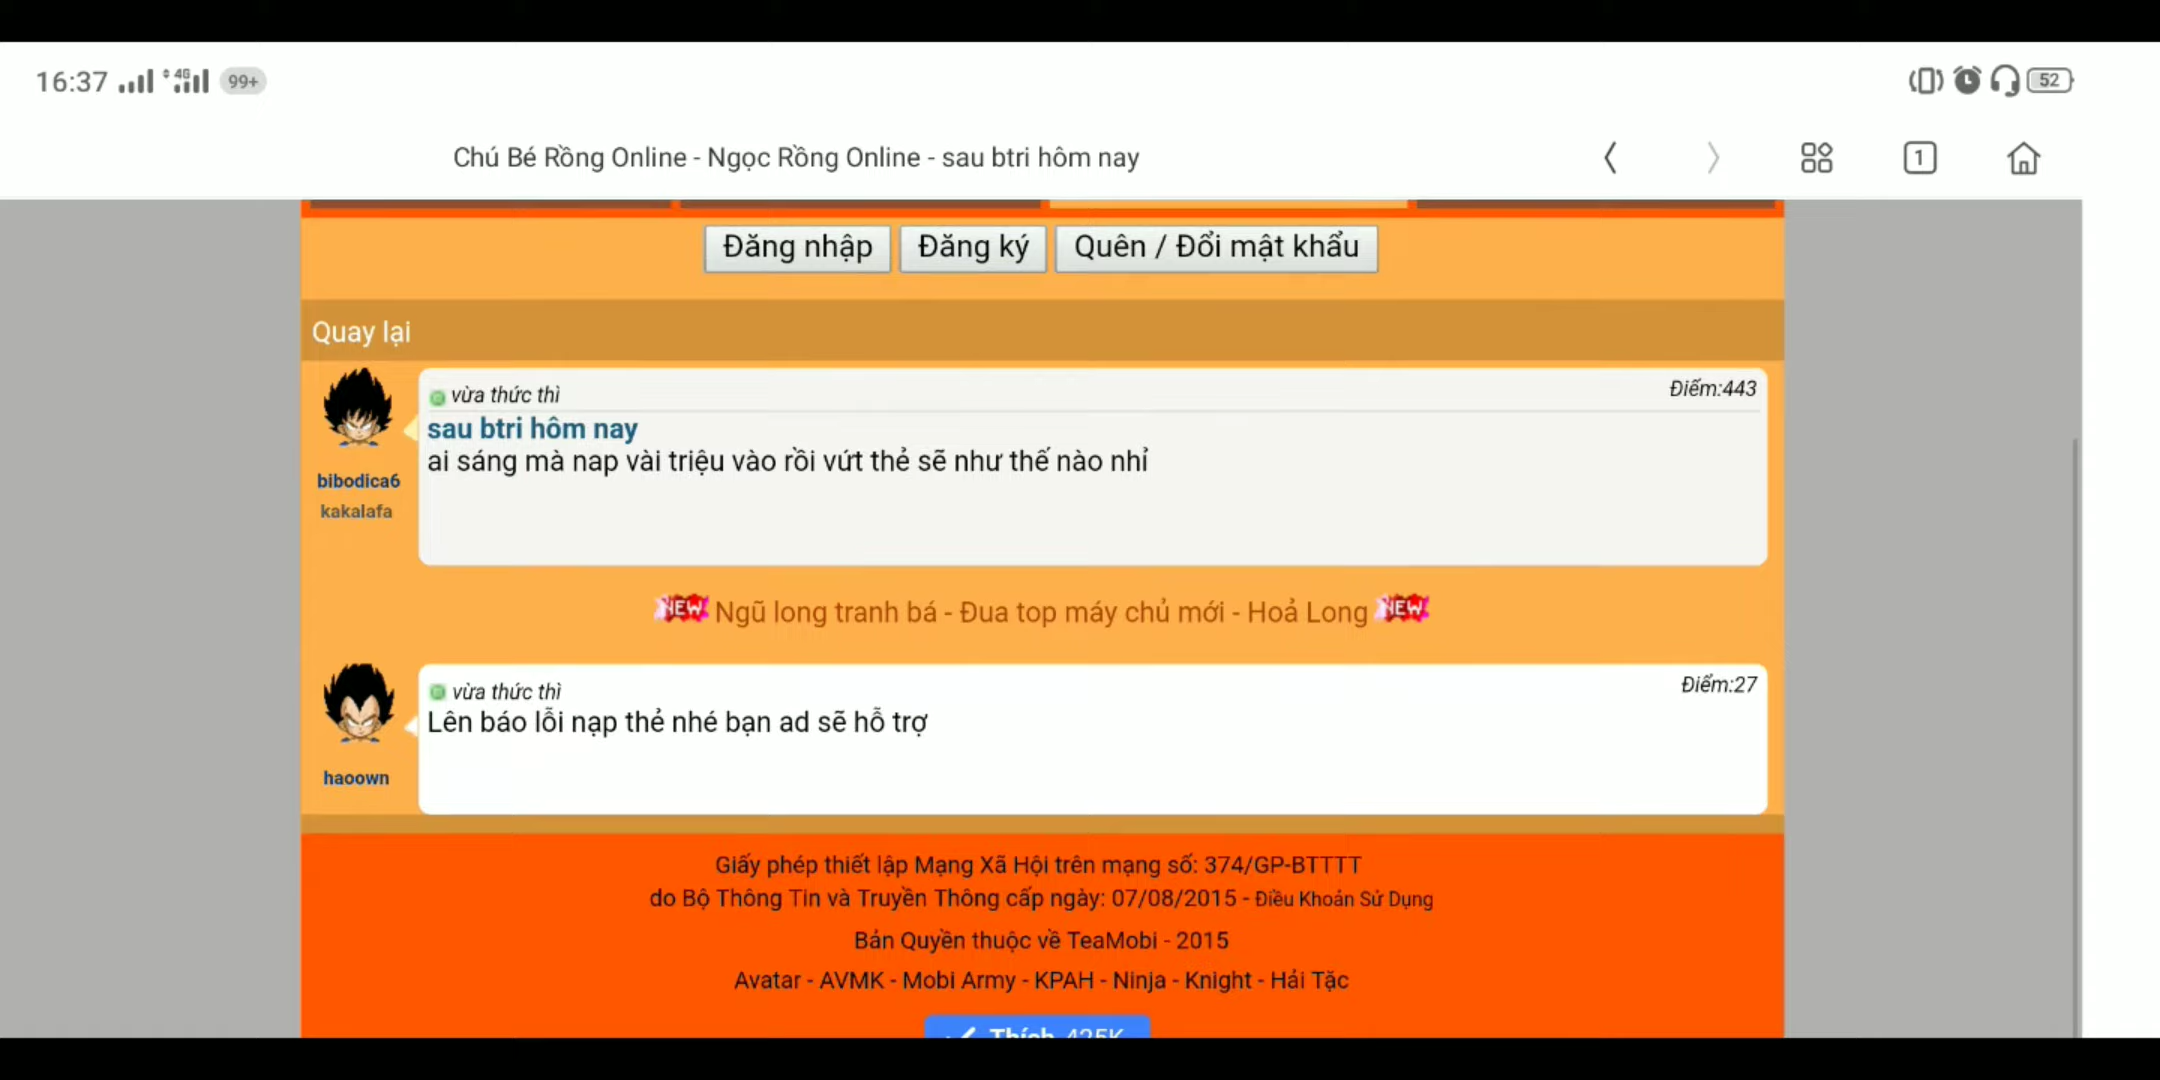 16:37 4G 99+ 52
Chú Bé Rồng Online - Ngọc Rồng Online - sau btri hôm nay 1
Đăng nhập Đăng ký Quên / Đổi mật khẩu
Quay lại
vừa thức thì Điểm:443
sau btri hôm nay
ai sáng mà nap vài triệu vào rồi vứt thẻ sẽ như thế nào nhỉ
bibodica6
kakalafa
NEW Ngũ long tranh bá - Đua top máy chủ mới - Hoả Long NEW
vừa thức thì Điểm:27
Lên báo lỗi nạp thẻ nhé bạn ad sẽ hỗ trợ
haoown
Giấy phép thiết lập Mạng Xã Hội trên mạng số: 374/GP-BTTTT
do Bộ Thông Tin và Truyền Thông cấp ngày: 07/08/2015 - Điều Khoản Sử Dụng
Bản Quyền thuộc về TeaMobi - 2015
Avatar - AVMK - Mobi Army - KPAH - Ninja - Knight - Hải Tặc
Thích 425K